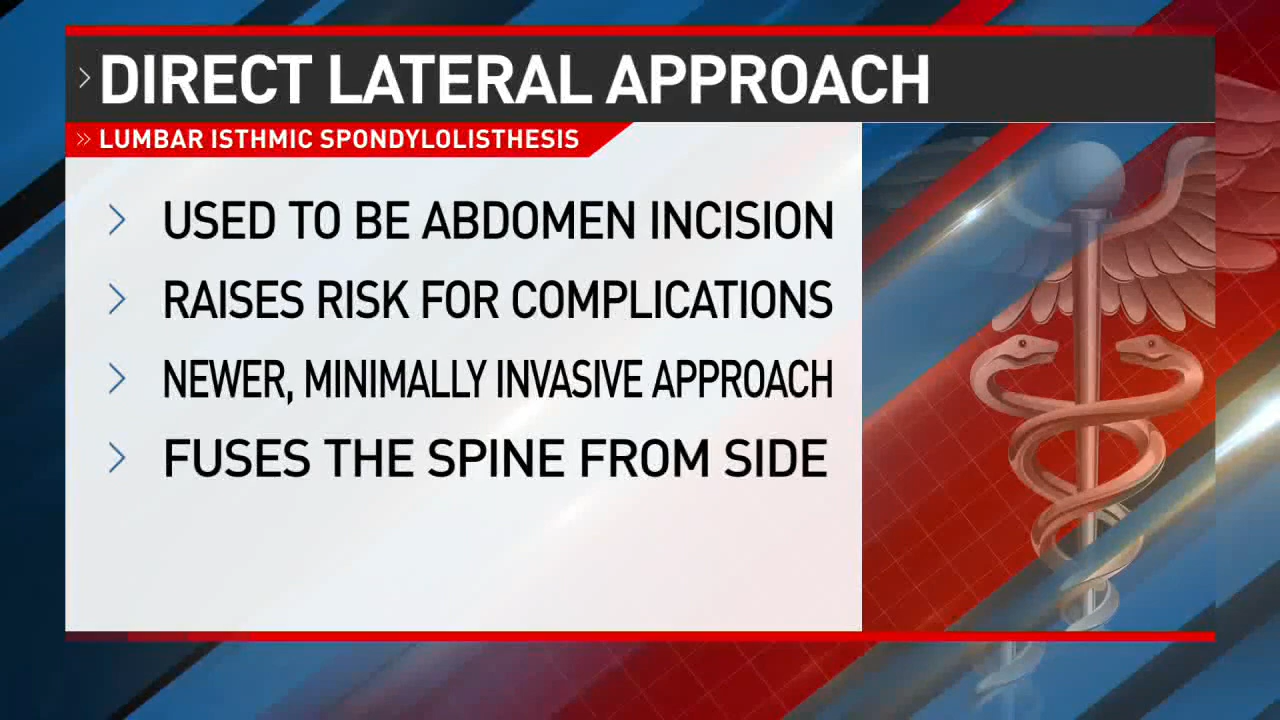 DIRECT LATERAL APPROACH
LUMBAR ISTHMIC SPONDYLOLISTHESIS
USED TO BE ABDOMEN INCISION
RAISES RISK FOR COMPLICATIONS
NEWER, MINIMALLY INVASIVE APPROACH
FUSES THE SPINE FROM SIDE